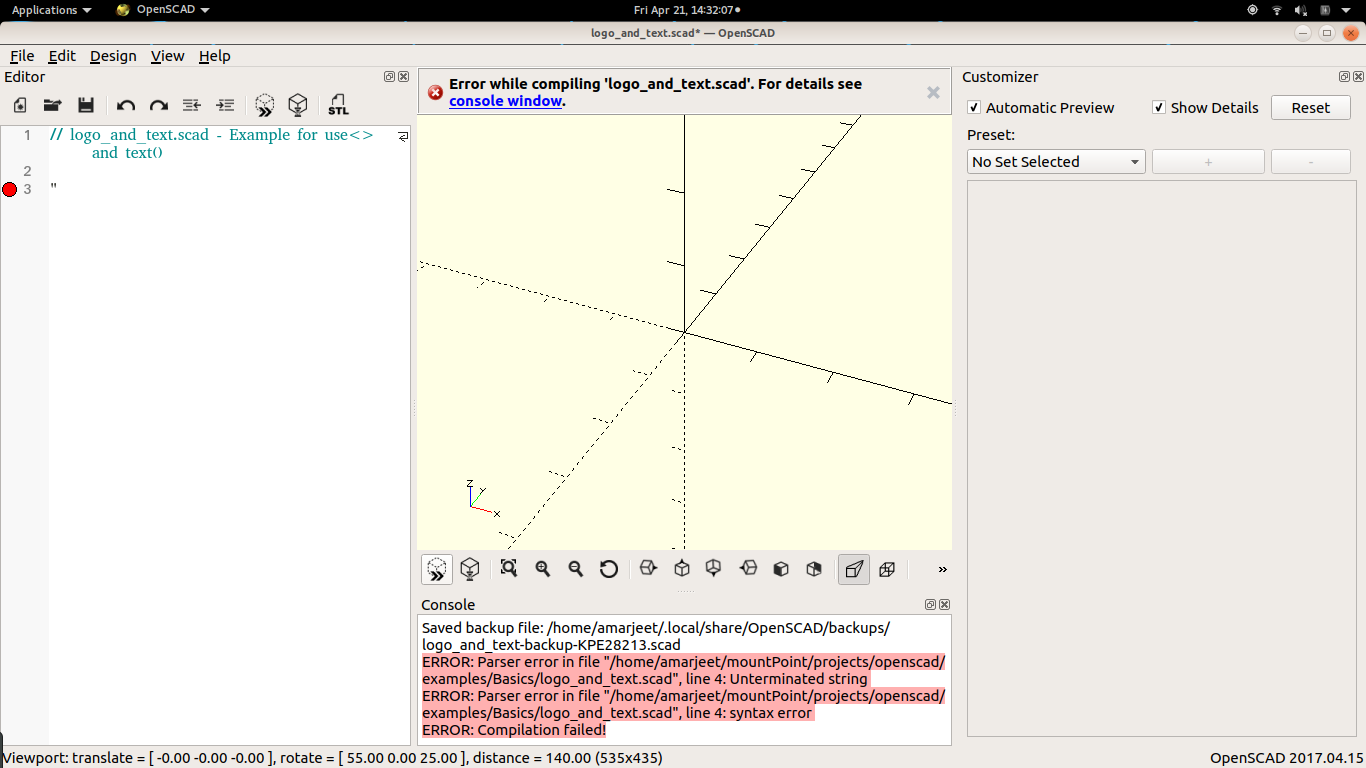 Applications OpenSCAD Fri Apr 21, 14:32:07
logo_and_text.scad* — OpenSCAD
File Edit Design View Help
Editor
STL
1 // logo_and_text.scad - Example for use<>
and text()
2
3 "
Error while compiling 'logo_and_text.scad'. For details see
console window.
Z
Y
X
Console
Saved backup file: /home/amarjeet/.local/share/OpenSCAD/backups/
logo_and_text-backup-KPE28213.scad
ERROR: Parser error in file "/home/amarjeet/mountPoint/projects/openscad/
examples/Basics/logo_and_text.scad", line 4: Unterminated string
ERROR: Parser error in file "/home/amarjeet/mountPoint/projects/openscad/
examples/Basics/logo_and_text.scad", line 4: syntax error
ERROR: Compilation failed!
Customizer
Automatic Preview Show Details Reset
Preset:
No Set Selected + -
Viewport: translate = [ -0.00 -0.00 -0.00 ], rotate = [ 55.00 0.00 25.00 ], distance = 140.00 (535x435) OpenSCAD 2017.04.15